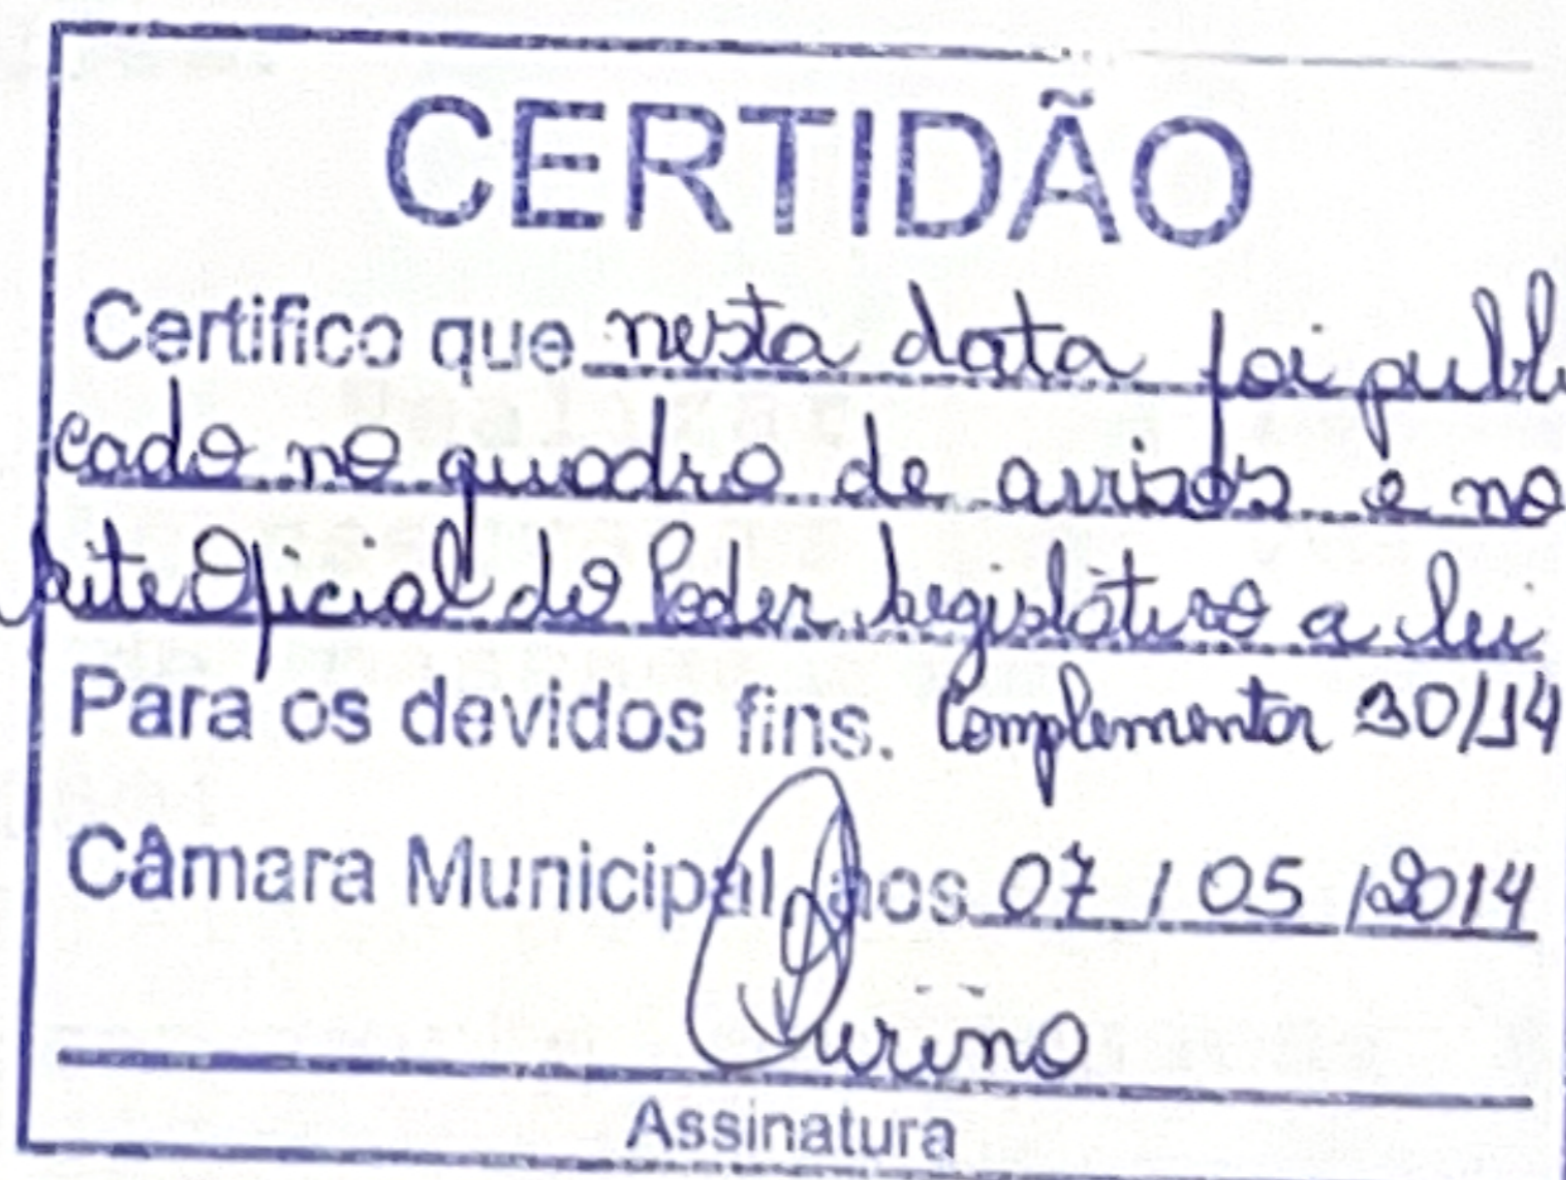 CERTIDÃO
Certifico que nesta data foi publi
cado no quadro de avisos e no
site Oficial do Poder Legislativo a lei
Para os devidos fins. Complementar 30/14
Câmara Municipal, aos 07 / 05 / 2014
Assinatura